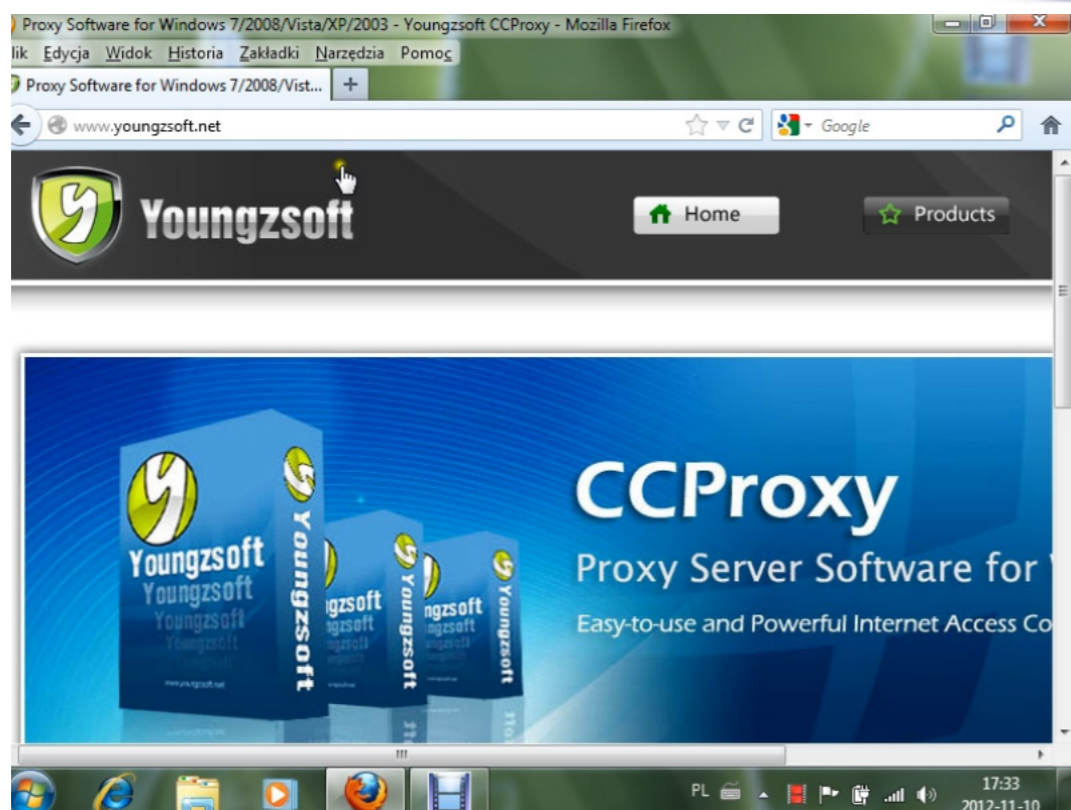 Proxy Software for Windows 7/2008/Vista/XP/2003 - Youngzsoft CCProxy - Mozilla Firefox
lik Edycja Widok Historia Zakładki Narzędzia Pomoc
Proxy Software for Windows 7/2008/Vist...
www.youngzsoft.net
Google
Youngzsoft
Home
Products
CCProxy
Proxy Server Software for
Easy-to-use and Powerful Internet Access Co
Youngzsoft
Youngzsoft
Youngzsoft
Youngzsoft
Youngzsoft
ngzsoft
Youngzsoft
PL
17:33
2012-11-10